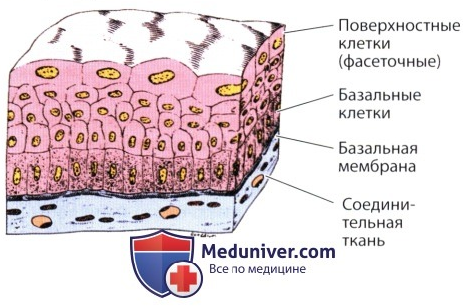 Поверхностные
клетки
(фасеточные)
Базальные
клетки
Базальная
мембрана
Соедини-
тельная
ткань
Meduniver.com
Все по медицине